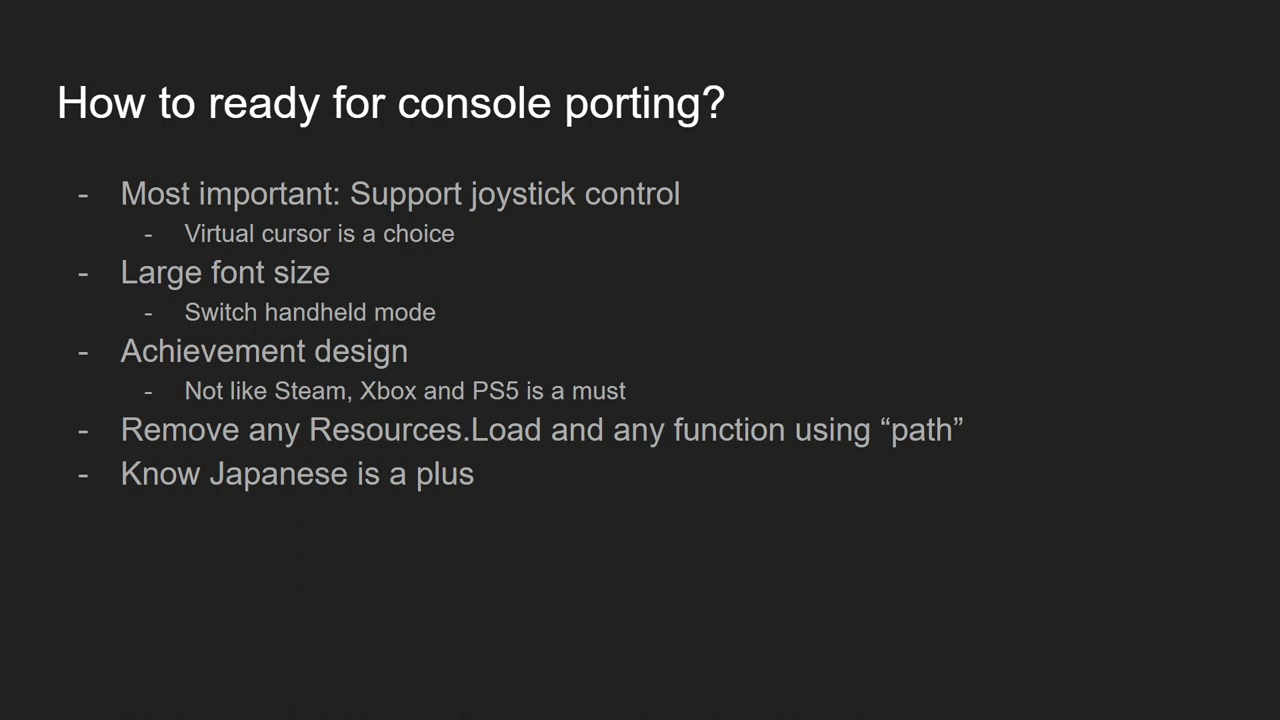 How to ready for console porting?
- Most important: Support joystick control
- Virtual cursor is a choice
- Large font size
- Switch handheld mode
- Achievement design
- Not like Steam, Xbox and PS5 is a must
- Remove any Resources.Load and any function using “path”
- Know Japanese is a plus